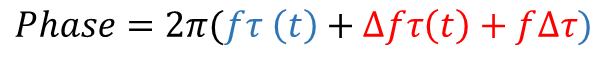 Phase = 2π(fτ (t) + Δfτ(t) + fΔτ)